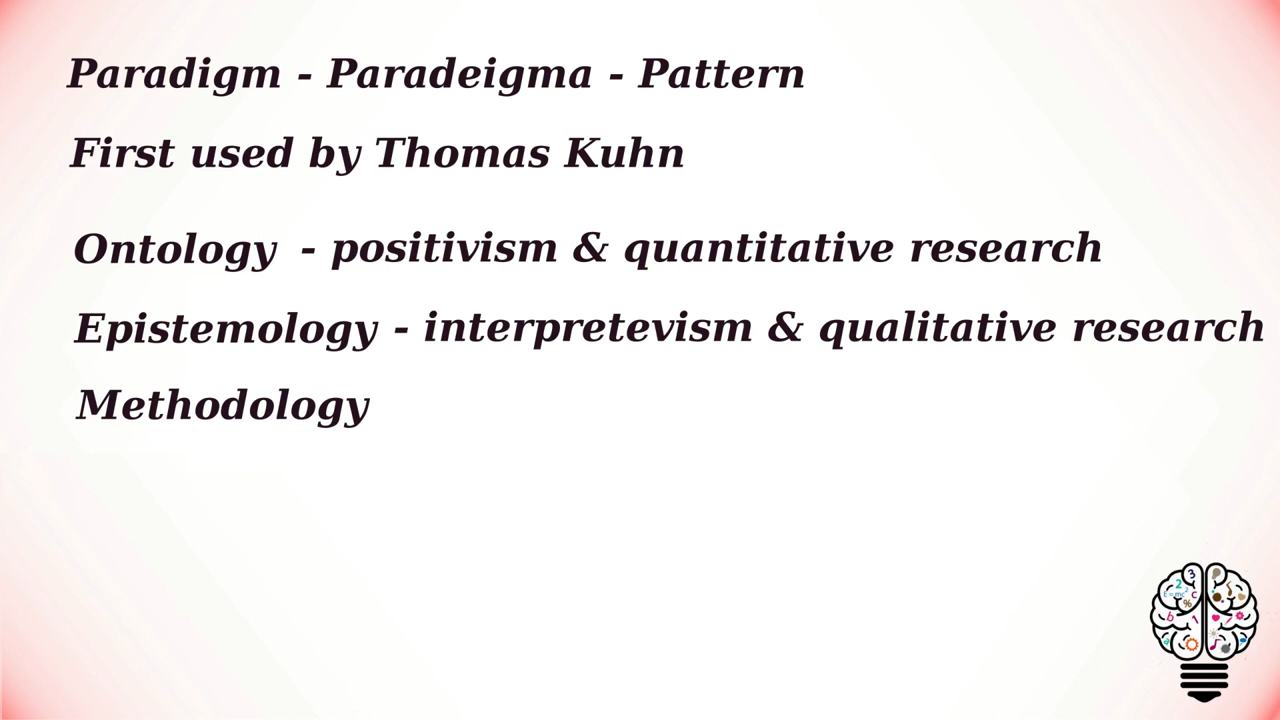 Paradigm - Paradeigma - Pattern
First used by Thomas Kuhn
Ontology - positivism & quantitative research
Epistemology - interpretevism & qualitative research
Methodology